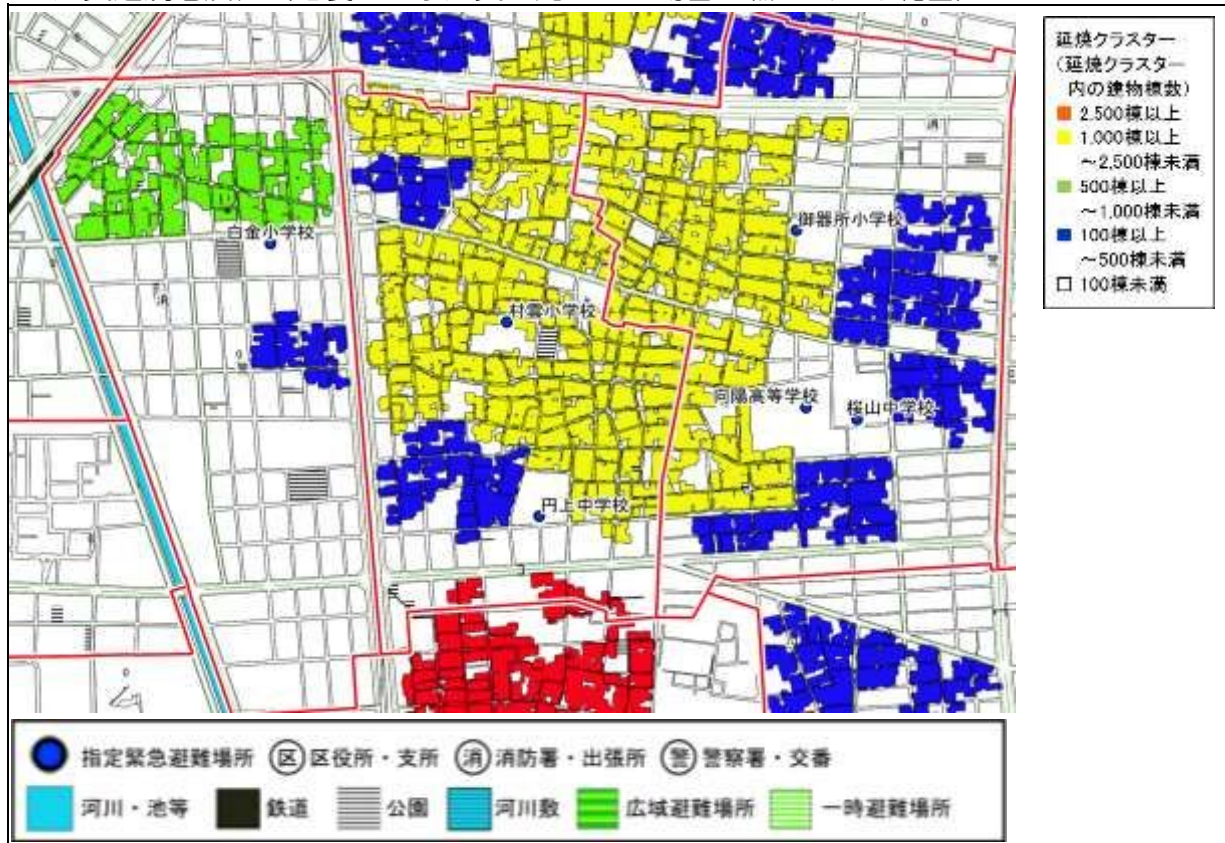 延焼クラスター
(延焼クラスター
内の建物棟数)
2,500棟以上
1,000棟以上
～2,500棟未満
500棟以上
～1,000棟未満
100棟以上
～500棟未満
100棟未満
消
白金小学校
御器所小学校
消
村雲小学校
向陽高等学校
桜山中学校
円上中学校
指定緊急避難場所 区 区役所・支所 消 消防署・出張所 警 警察署・交番
河川・池等 鉄道 公園 河川敷 広域避難場所 一時避難場所